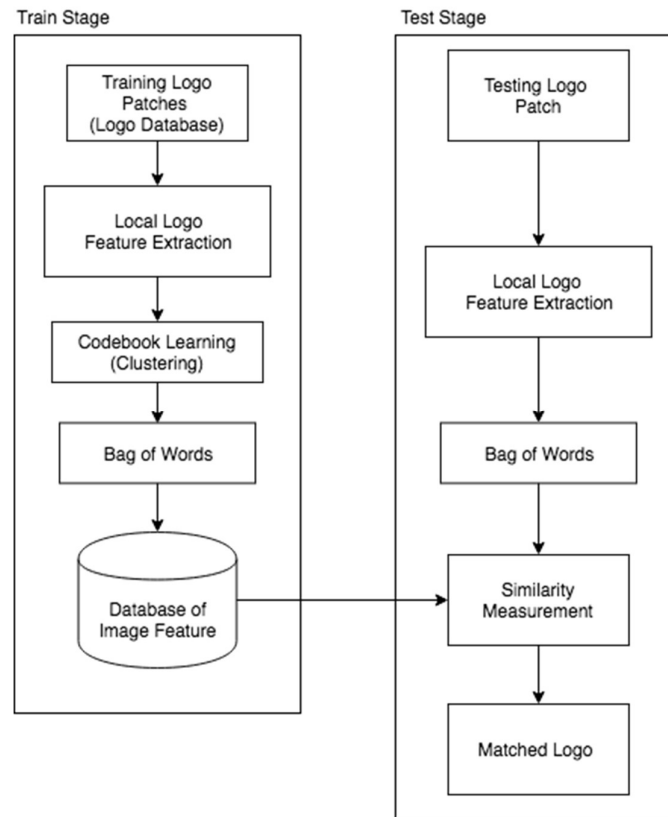 Train Stage
Training Logo
Patches
(Logo Database)
Local Logo
Feature Extraction
Codebook Learning
(Clustering)
Bag of Words
Database of
Image Feature
Test Stage
Testing Logo
Patch
Local Logo
Feature Extraction
Bag of Words
Similarity
Measurement
Matched Logo